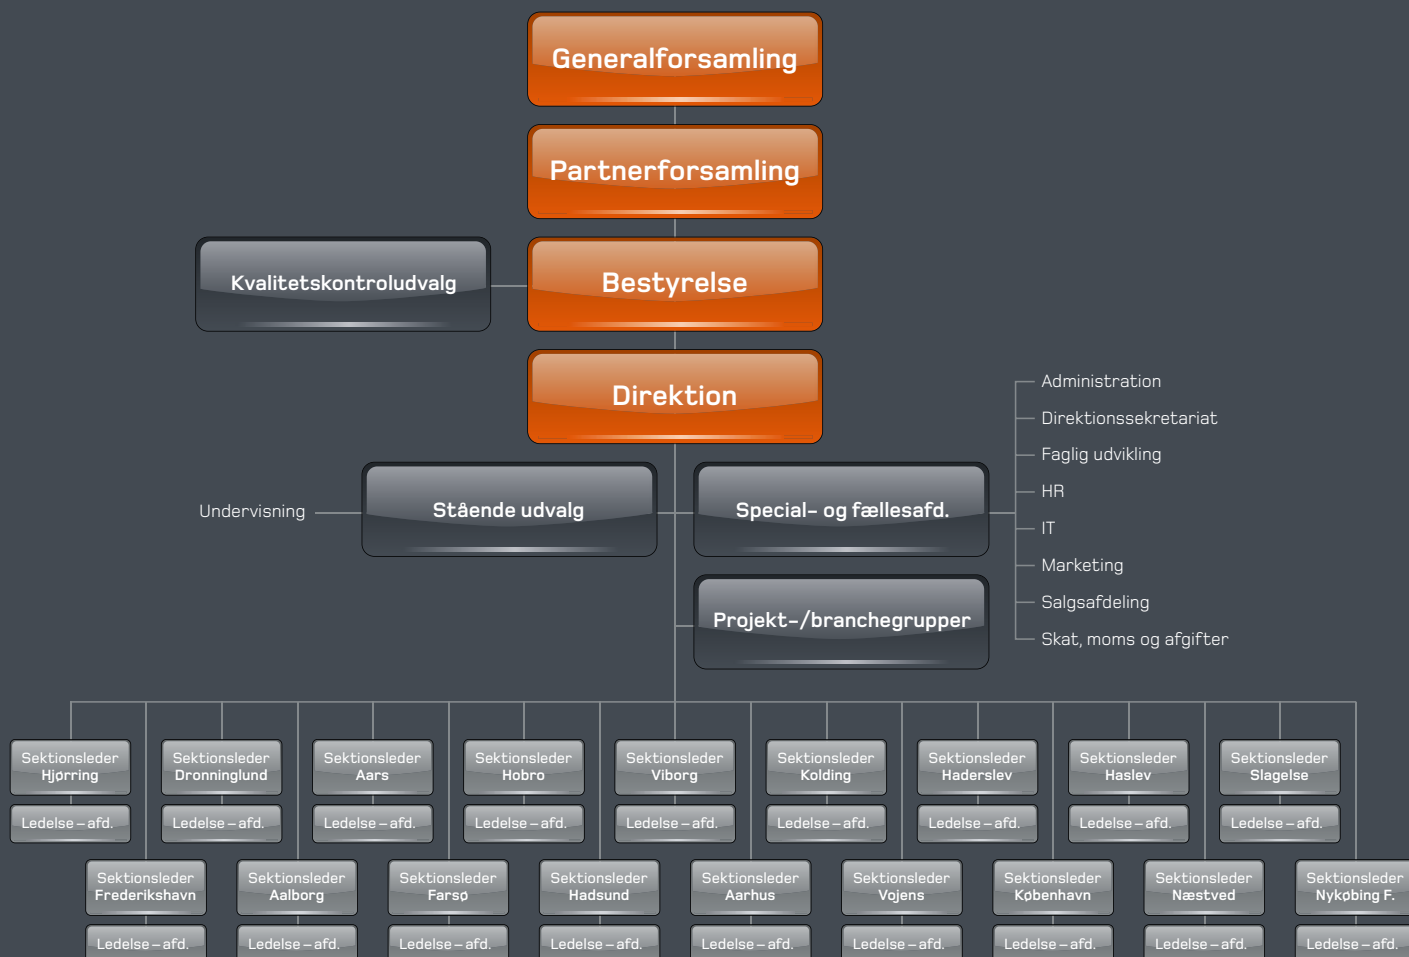 Generalforsamling
Partnerforsamling
Kvalitetskontroludvalg
Bestyrelse
Direktion
Undervisning
Stående udvalg
Special- og fællesafd.
Administration
Direktionssekretariat
Faglig udvikling
HR
IT
Marketing
Salgsafdeling
Skat, moms og afgifter
Projekt-/branchegrupper
Sektionsleder
Hjørring
Ledelse – afd.
Sektionsleder
Dronninglund
Ledelse – afd.
Sektionsleder
Aars
Ledelse – afd.
Sektionsleder
Hobro
Ledelse – afd.
Sektionsleder
Viborg
Ledelse – afd.
Sektionsleder
Kolding
Ledelse – afd.
Sektionsleder
Haderslev
Ledelse – afd.
Sektionsleder
Haslev
Ledelse – afd.
Sektionsleder
Slagelse
Ledelse – afd.
Sektionsleder
Frederikshavn
Ledelse – afd.
Sektionsleder
Aalborg
Ledelse – afd.
Sektionsleder
Farsø
Ledelse – afd.
Sektionsleder
Hadsund
Ledelse – afd.
Sektionsleder
Aarhus
Ledelse – afd.
Sektionsleder
Vojens
Ledelse – afd.
Sektionsleder
København
Ledelse – afd.
Sektionsleder
Næstved
Ledelse – afd.
Sektionsleder
Nykøbing F.
Ledelse – afd.